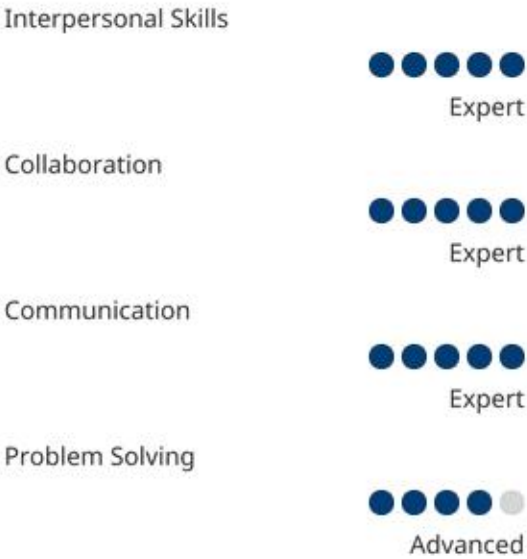 Interpersonal Skills
Expert
Collaboration
Expert
Communication
Expert
Problem Solving
Advanced